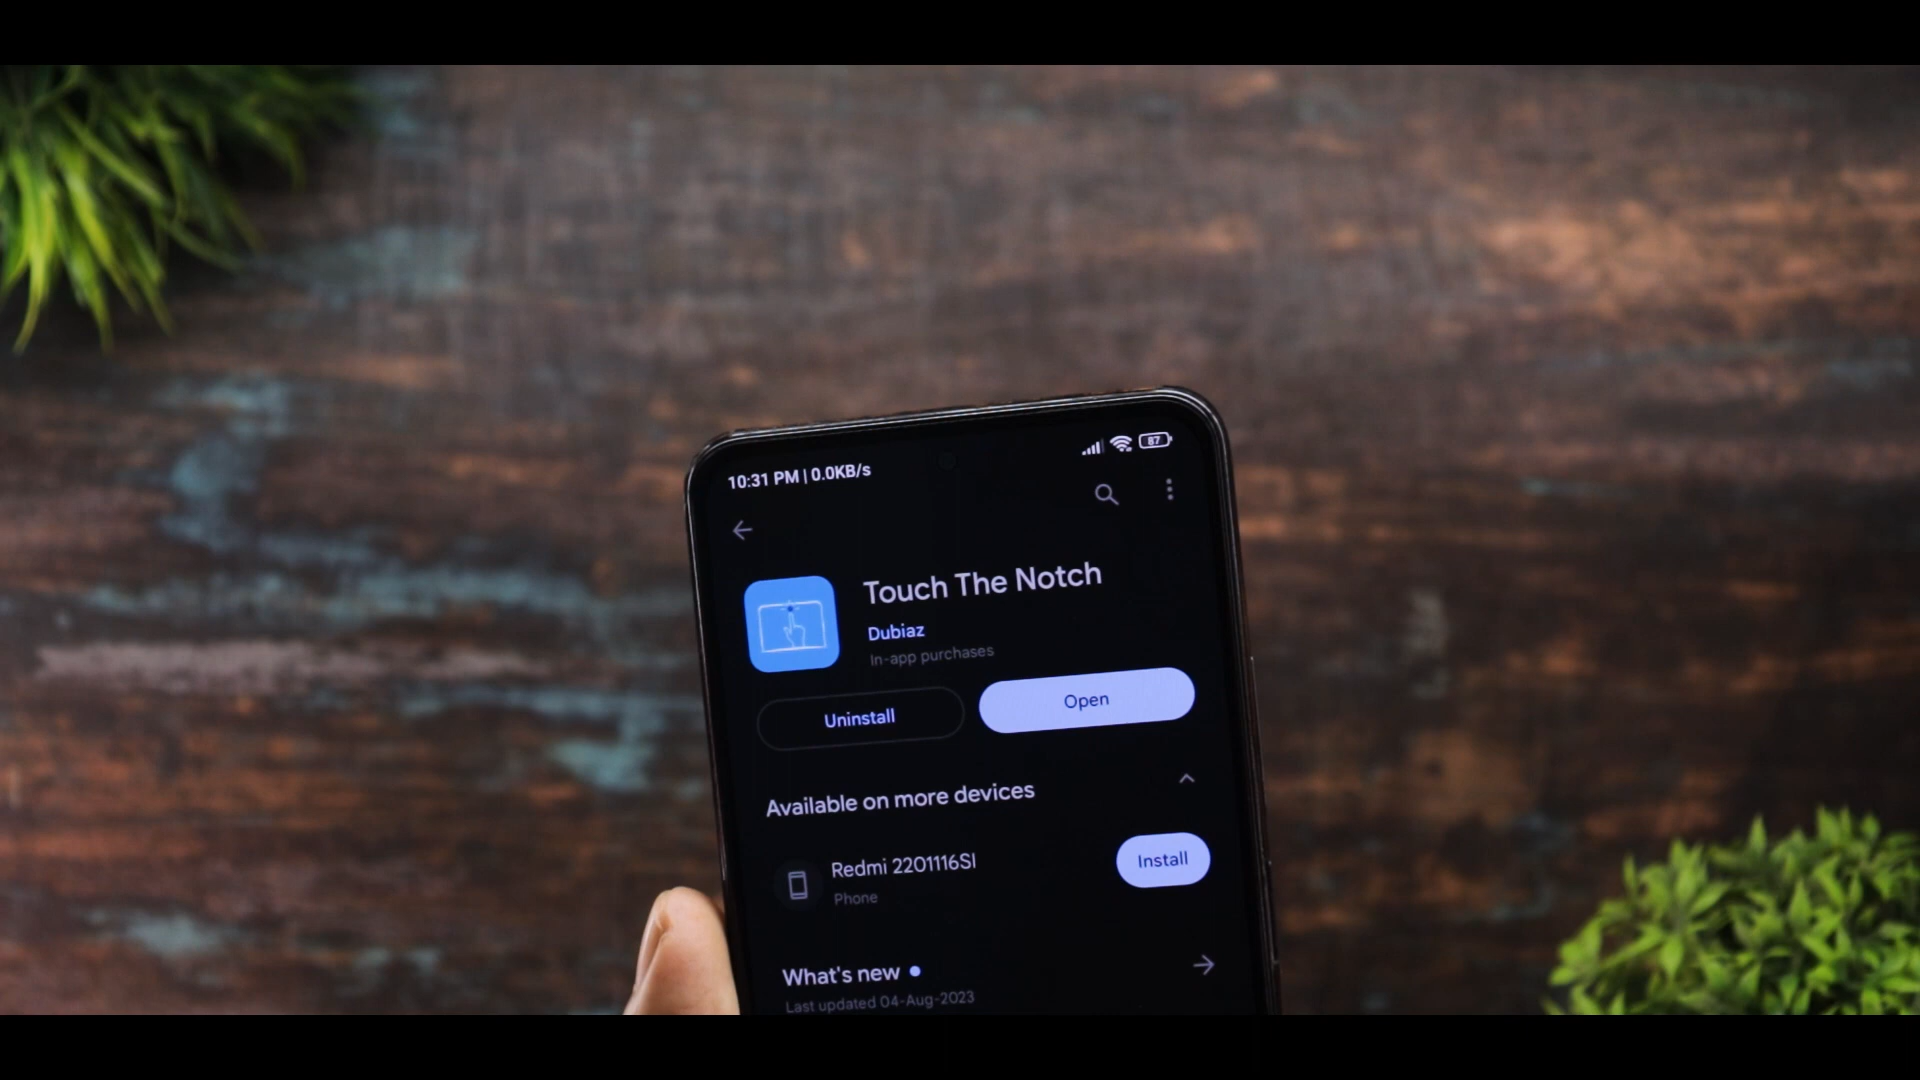 10:31 PM | 0.0KB/s
87
Touch The Notch
Dubiaz
In-app purchases
Uninstall
Open
Available on more devices
Redmi 2201116SI
Phone
Install
What's new
Last updated 04-Aug-2023